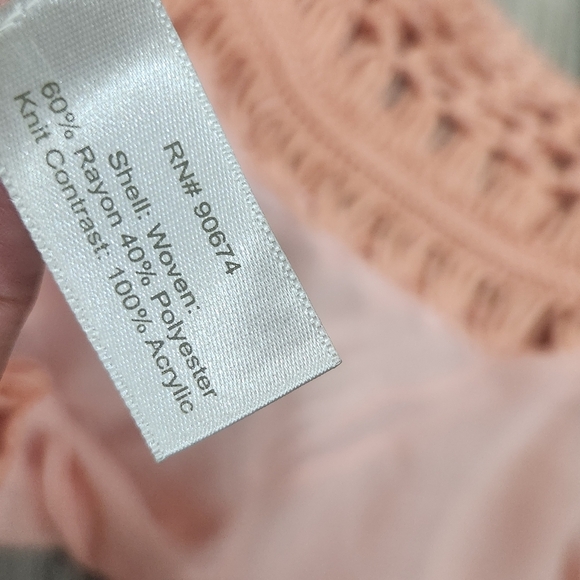 RN# 90674
Shell: Woven:
60% Rayon 40% Polyester
Knit Contrast: 100% Acrylic